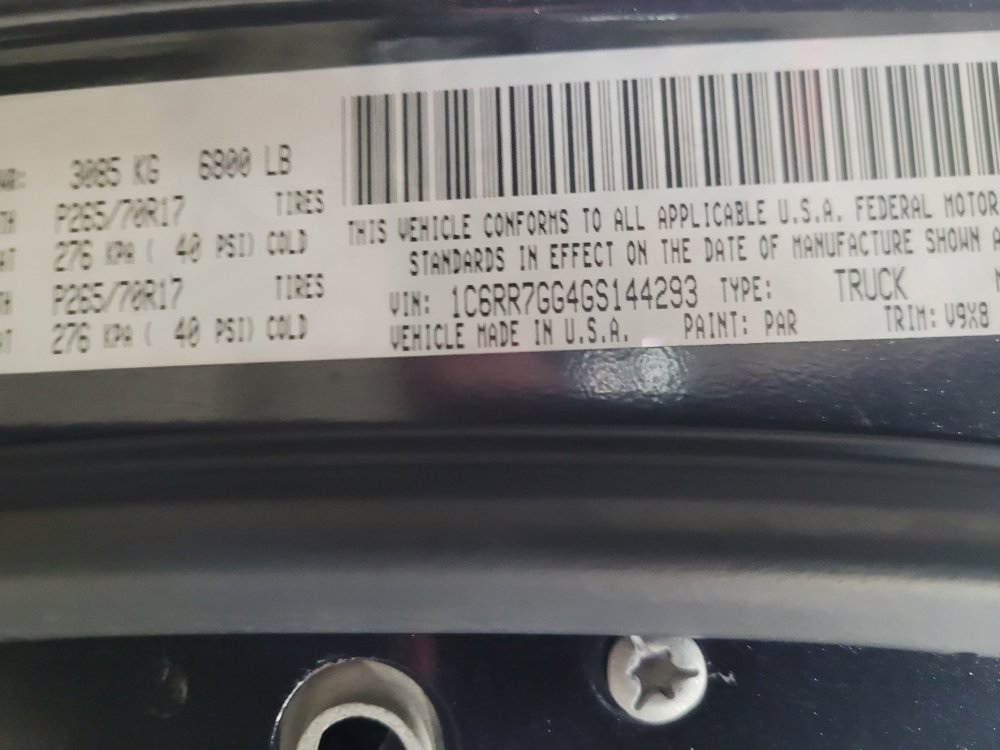 3085 KG 6800 LB
P265/70R17 TIRES
276 KPA ( 40 PSI) COLD
P265/70R17 TIRES
276 KPA ( 40 PSI) COLD
THIS VEHICLE CONFORMS TO ALL APPLICABLE U.S.A. FEDERAL MOTOR
STANDARDS IN EFFECT ON THE DATE OF MANUFACTURE SHOWN
VIN: 1C6RR7GG4GS144293 TYPE: TRUCK
VEHICLE MADE IN U.S.A. PAINT: PAR TRIM: V9X8